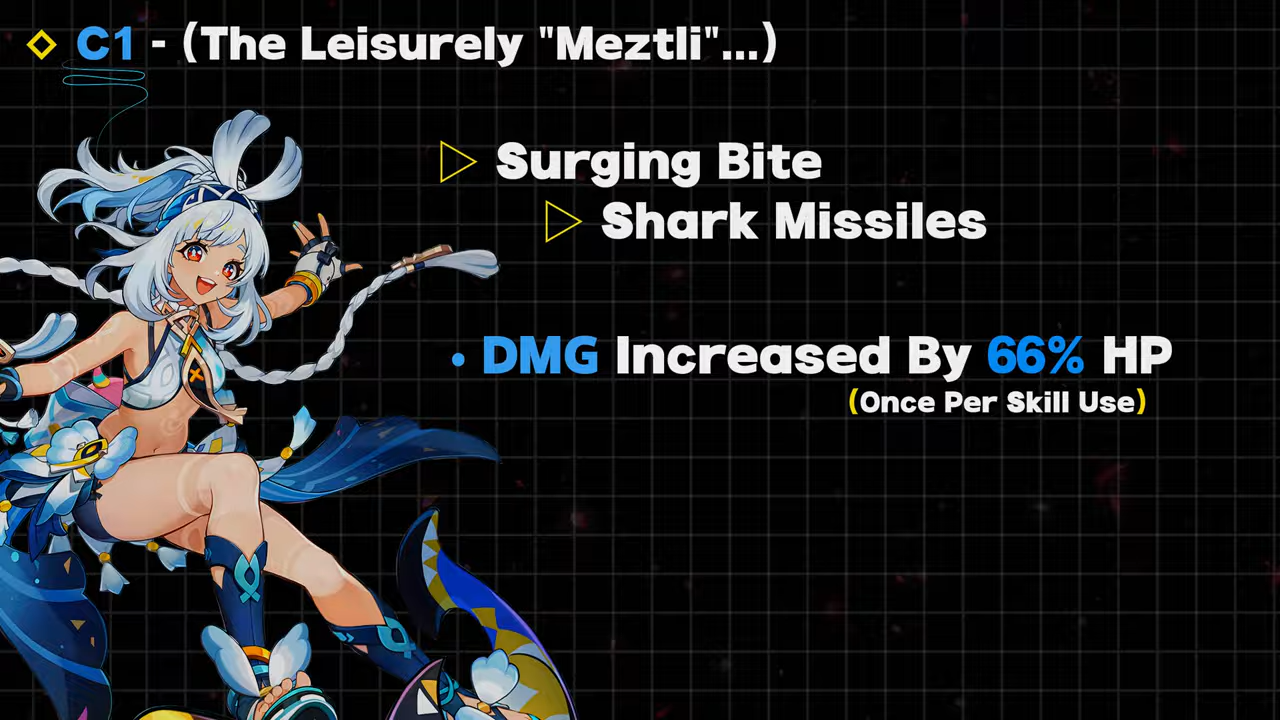 C1 - (The Leisurely "Meztli"...)
Surging Bite
Shark Missiles
• DMG Increased By 66% HP
(Once Per Skill Use)